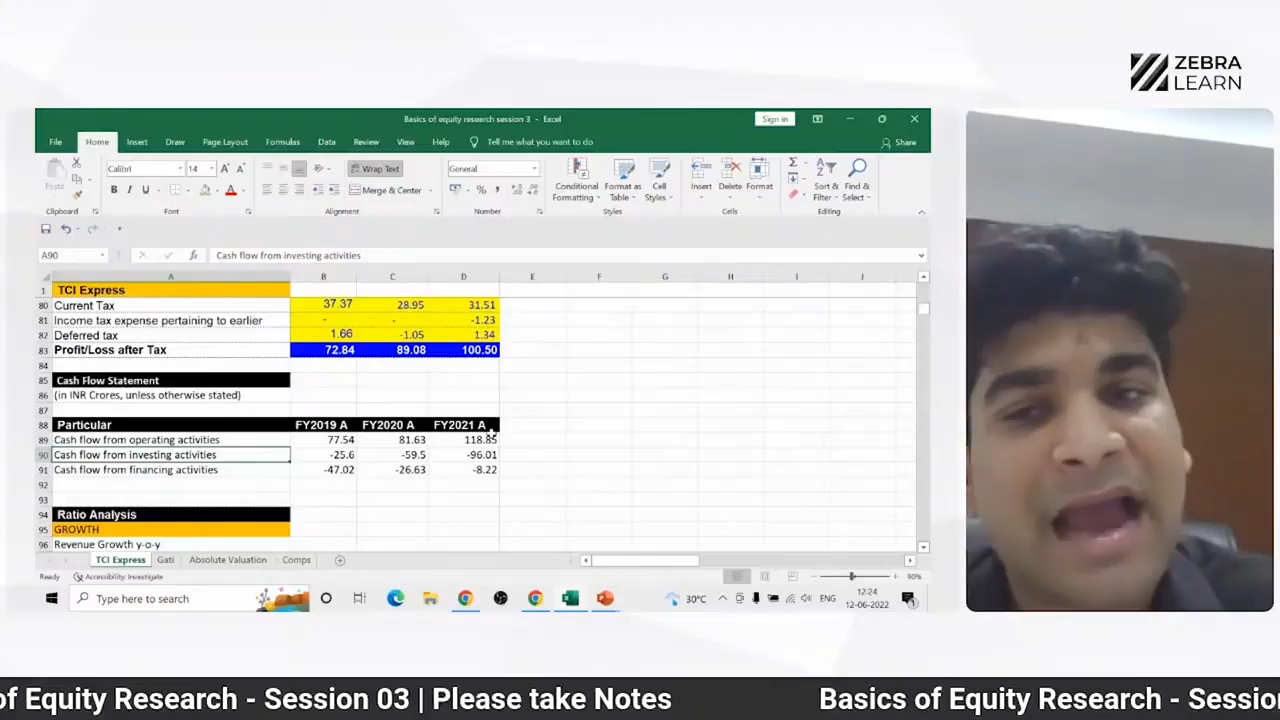 ZEBRA
LEARN
Basics of equity research session 3 - Excel
Sign in
File Home Insert Draw Page Layout Formulas Data Review View Help Tell me what you want to do Share
Paste Calibri 14 Wrap Text General Conditional Formatting Format as Table Cell Styles Insert Delete Format Sort & Filter Find & Select
B I U Merge & Center
Clipboard Font Alignment Number Styles Cells Editing
A90 fx Cash flow from investing activities
A B C D E F G H I
1 TCI Express
80 Current Tax 37.37 28.95 31.51
81 Income tax expense pertaining to earlier - - -1.23
82 Deferred tax 1.66 -1.05 1.34
83 Profit/Loss after Tax 72.84 89.08 100.50
84
85 Cash Flow Statement
86 (in INR Crores, unless otherwise stated)
87
88 Particular FY2019 A FY2020 A FY2021 A
89 Cash flow from operating activities 77.54 81.63 118.85
90 Cash flow from investing activities -25.6 -59.5 -96.01
91 Cash flow from financing activities -47.02 -26.63 -8.22
92
93
94 Ratio Analysis
95 GROWTH
96 Revenue Growth y-o-y
TCI Express Gati Absolute Valuation Comps
Ready Accessibility: Investigate 90%
Type here to search 30°C ENG 12:24
12-06-2022
of Equity Research - Session 03 | Please take Notes Basics of Equity Research - Session